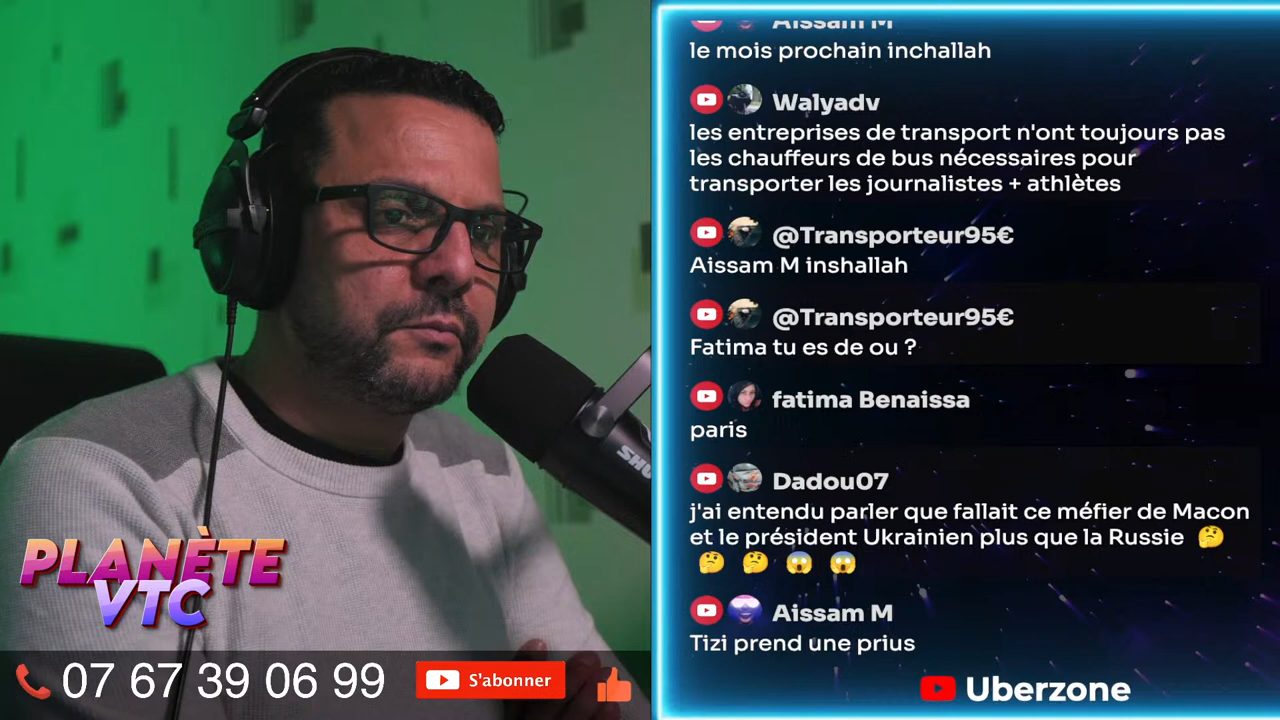 Aissam M
le mois prochain inchallah
Walyadv
les entreprises de transport n'ont toujours pas
les chauffeurs de bus nécessaires pour
transporter les journalistes + athlètes
@Transporteur95€
Aissam M inshallah
@Transporteur95€
Fatima tu es de ou ?
fatima Benaissa
paris
Dadou07
j'ai entendu parler que fallait ce méfier de Macon
et le président Ukrainien plus que la Russie 🤔
🤔 🤔 😱 😱
Aissam M
Tizi prend une prius
Uberzone
SHU
PLANÈTE
VTC
07 67 39 06 99
S'abonner